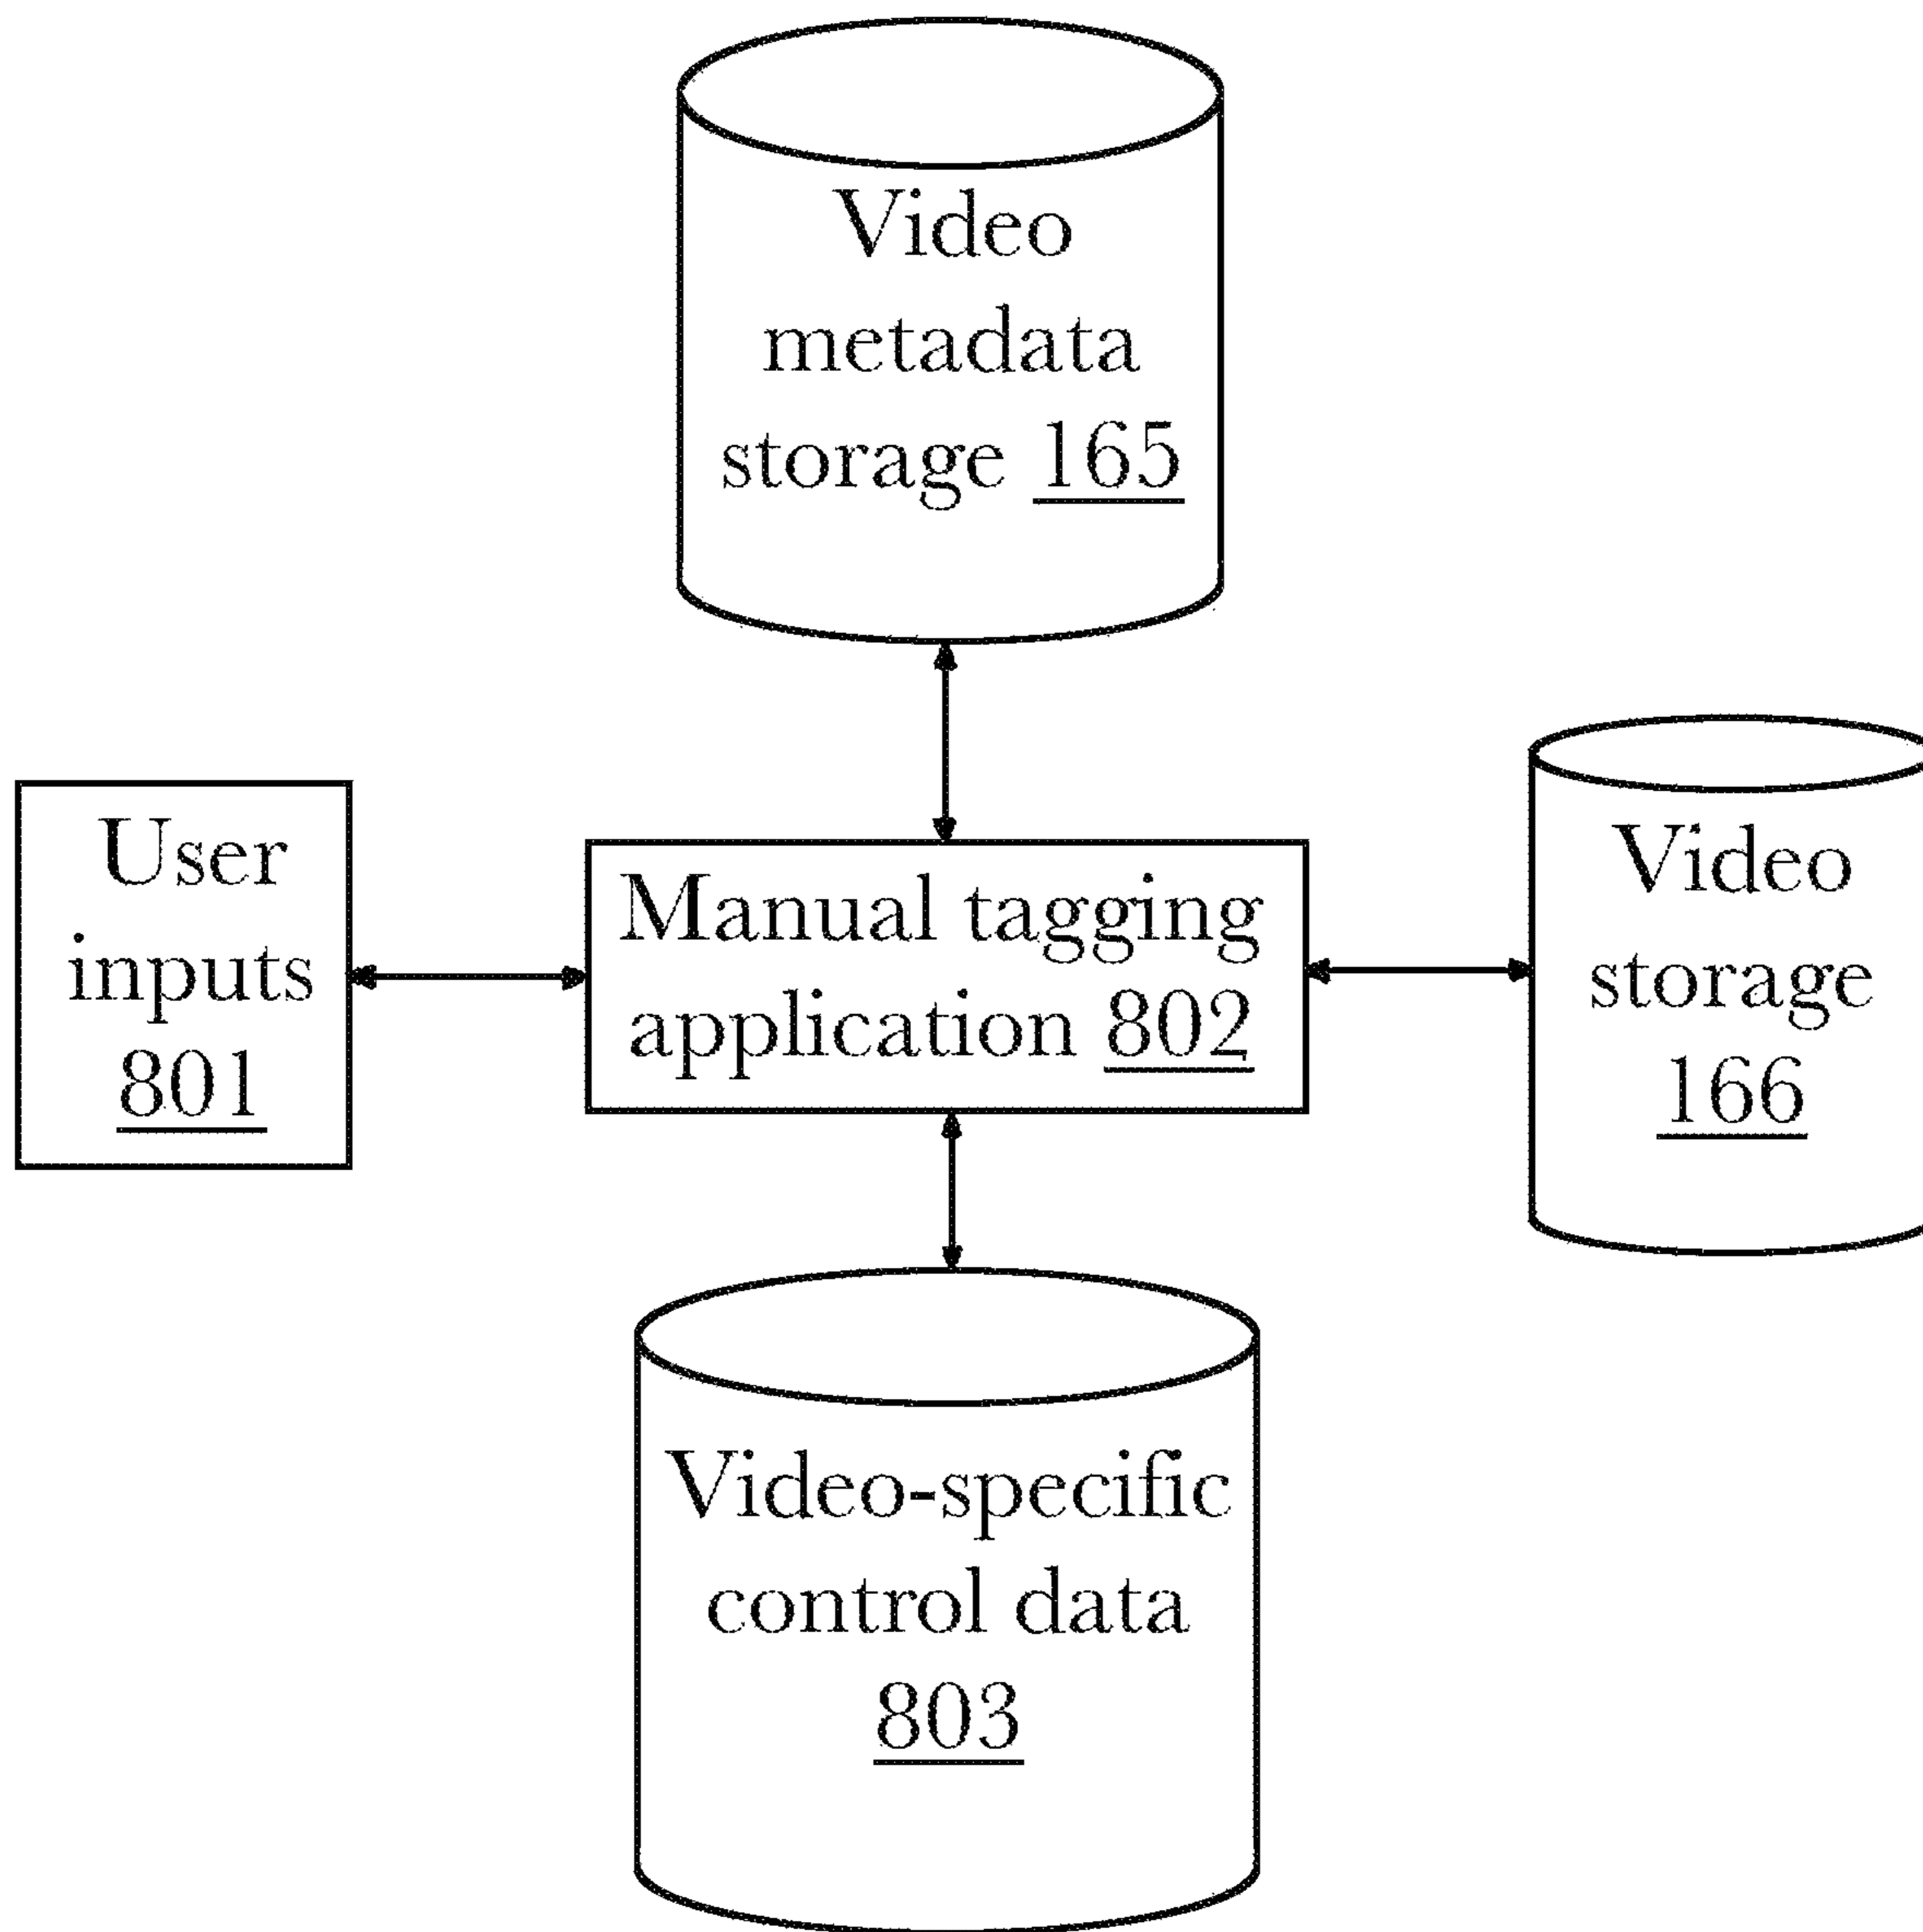 Video
metadata
storage 165
User
inputs
801
Manual tagging
application 802
Video
storage
166
Video-specific
control data
803